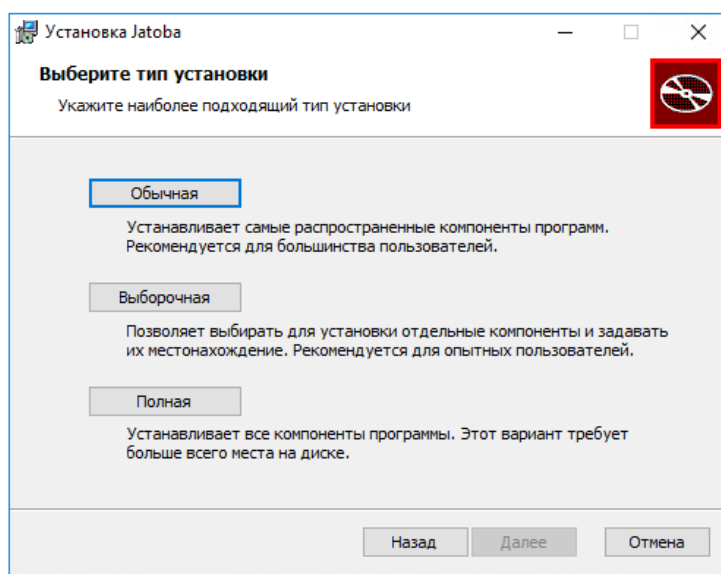 Установка Jatoba
Выберите тип установки
Укажите наиболее подходящий тип установки
Обычная
Устанавливает самые распространенные компоненты программ.
Рекомендуется для большинства пользователей.
Выборочная
Позволяет выбирать для установки отдельные компоненты и задавать
их местонахождение. Рекомендуется для опытных пользователей.
Полная
Устанавливает все компоненты программы. Этот вариант требует
больше всего места на диске.
Назад
Далее
Отмена